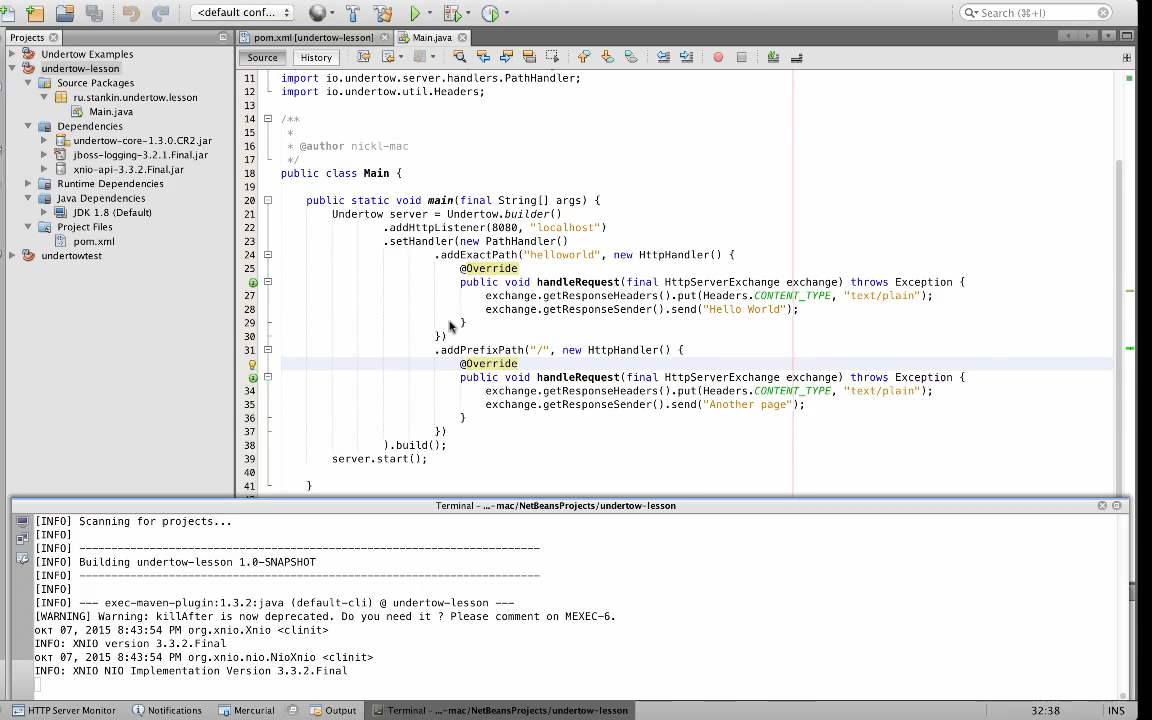 <default conf...
Search (⌘+I)
Projects
pom.xml [undertow-lesson]
Main.java
Undertow Examples
undertow-lesson
Source Packages
ru.stankin.undertow.lesson
Main.java
Dependencies
undertow-core-1.3.0.CR2.jar
jboss-logging-3.2.1.Final.jar
xnio-api-3.3.2.Final.jar
Runtime Dependencies
Java Dependencies
JDK 1.8 (Default)
Project Files
pom.xml
undertowtest
Source
History
11 import io.undertow.server.handlers.PathHandler;
12 import io.undertow.util.Headers;
13
14 /**
15 *
16 * @author nickl-mac
17 */
18 public class Main {
19
20 public static void main(final String[] args) {
21 Undertow server = Undertow.builder()
22 .addHttpListener(8080, "localhost")
23 .setHandler(new PathHandler()
24 .addExactPath("helloworld", new HttpHandler() {
25 @Override
public void handleRequest(final HttpServerExchange exchange) throws Exception {
27 exchange.getResponseHeaders().put(Headers.CONTENT_TYPE, "text/plain");
28 exchange.getResponseSender().send("Hello World");
29 }
30 })
31 .addPrefixPath("/", new HttpHandler() {
@Override
public void handleRequest(final HttpServerExchange exchange) throws Exception {
34 exchange.getResponseHeaders().put(Headers.CONTENT_TYPE, "text/plain");
35 exchange.getResponseSender().send("Another page");
36 }
37 })
38 ).build();
39 server.start();
40
41 }
Terminal - ...-mac/NetBeansProjects/undertow-lesson
[INFO] Scanning for projects...
[INFO]
[INFO] ------------------------------------------------------------------------
[INFO] Building undertow-lesson 1.0-SNAPSHOT
[INFO] ------------------------------------------------------------------------
[INFO]
[INFO] --- exec-maven-plugin:1.3.2:java (default-cli) @ undertow-lesson ---
[WARNING] Warning: killAfter is now deprecated. Do you need it ? Please comment on MEXEC-6.
окт 07, 2015 8:43:54 PM org.xnio.Xnio <clinit>
INFO: XNIO version 3.3.2.Final
окт 07, 2015 8:43:54 PM org.xnio.nio.NioXnio <clinit>
INFO: XNIO NIO Implementation Version 3.3.2.Final
HTTP Server Monitor
Notifications
Mercurial
Output
Terminal - ...-mac/NetBeansProjects/undertow-lesson
32:38
INS